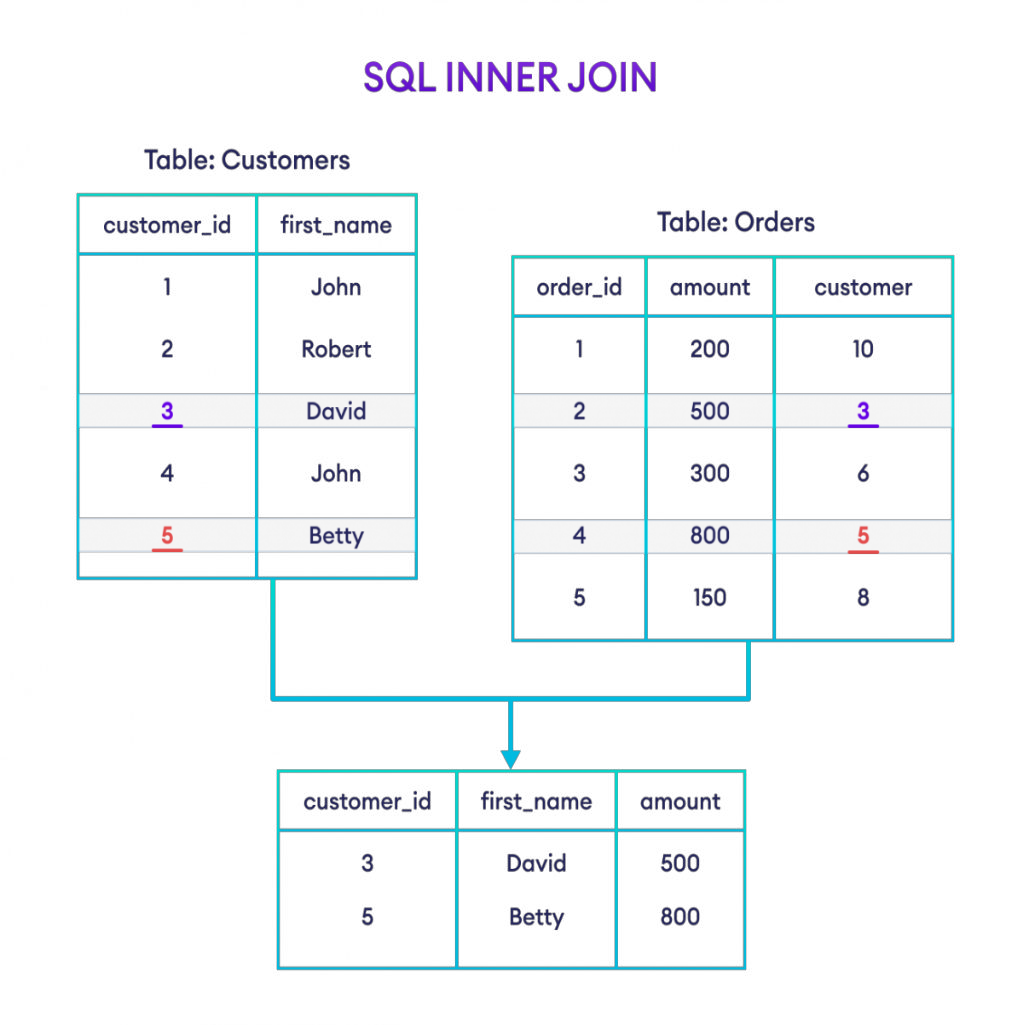 SQL INNER JOIN
Table: Customers
customer_id first_name
1 John
2 Robert
3 David
4 John
5 Betty
Table: Orders
order_id amount customer
1 200 10
2 500 3
3 300 6
4 800 5
5 150 8
customer_id first_name amount
3 David 500
5 Betty 800